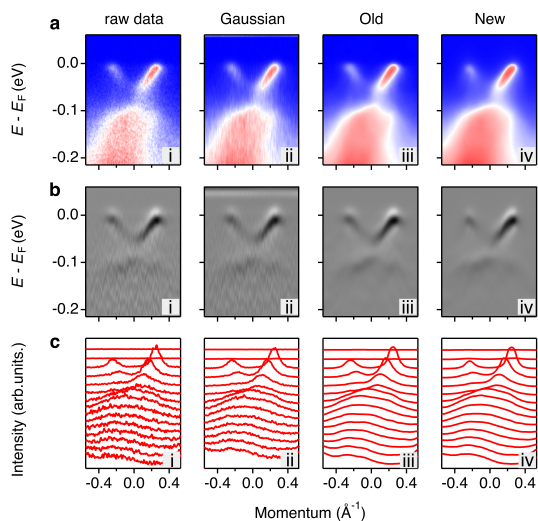 raw data Gaussian Old New
a
E - E_F (eV)
0.0
-0.1
-0.2
i ii iii iv
b
E - E_F (eV)
0.0
-0.1
-0.2
i ii iii iv
c
Intensity (arb.units.)
i ii iii iv
-0.4 0.0 0.4 -0.4 0.0 0.4 -0.4 0.0 0.4 -0.4 0.0 0.4
Momentum (Å⁻¹)